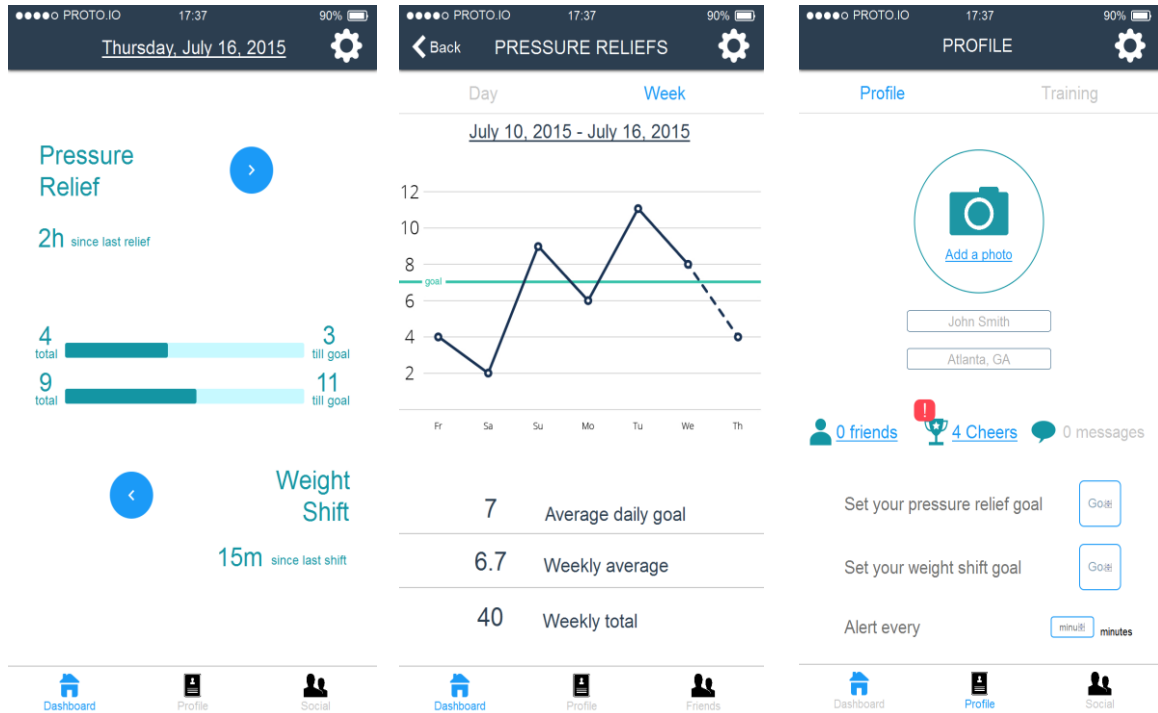 PROTO.IO 17:37 90%
Thursday, July 16, 2015
Pressure
Relief
2h since last relief
4
total
3
till goal
9
total
11
till goal
Weight
Shift
15m since last shift
Dashboard Profile Social
PROTO.IO 17:37 90%
Back PRESSURE RELIEFS
Day Week
July 10, 2015 - July 16, 2015
12
10
8
goal
6
4
2
Fr Sa Su Mo Tu We Th
7 Average daily goal
6.7 Weekly average
40 Weekly total
Dashboard Profile Friends
PROTO.IO 17:37 90%
PROFILE
Profile Training
Add a photo
John Smith
Atlanta, GA
!
0 friends 4 Cheers 0 messages
Set your pressure relief goal
Set your weight shift goal
Alert every minutes
Dashboard Profile Social